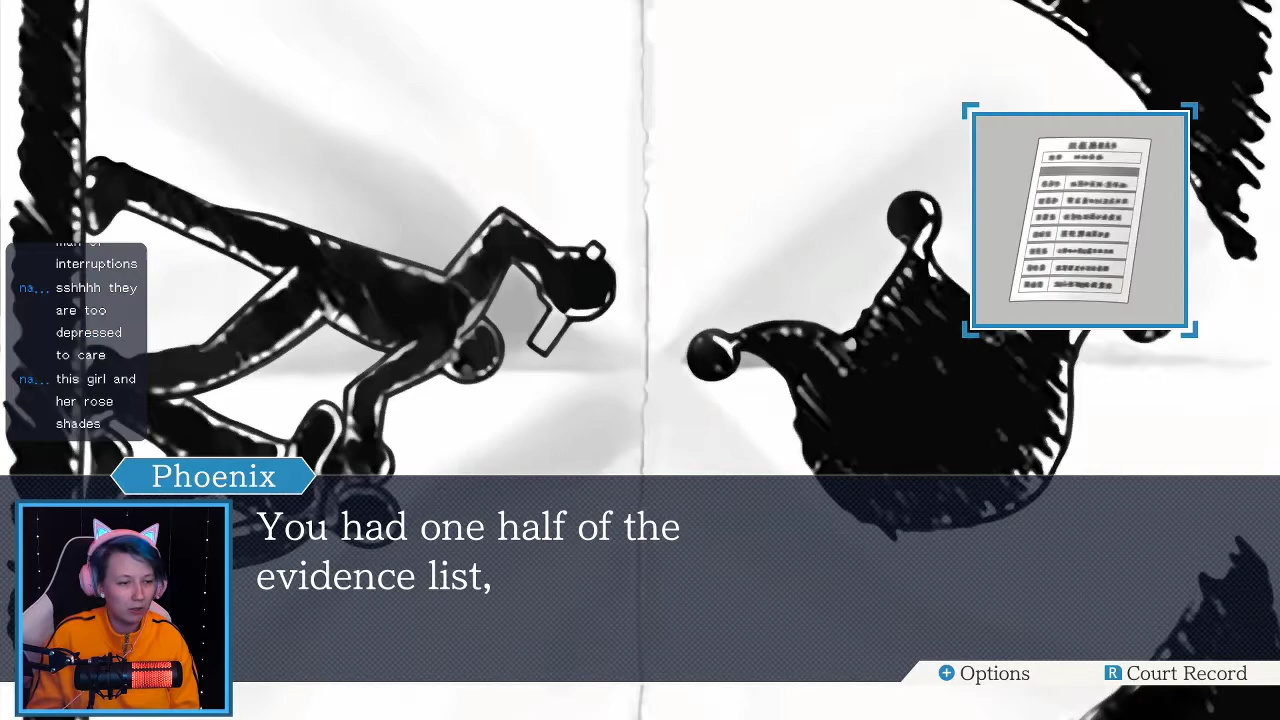 interruptions
na... sshhhh they
are too
depressed
to care
na... this girl and
her rose
shades
Phoenix
You had one half of the
evidence list,
+ Options
R Court Record